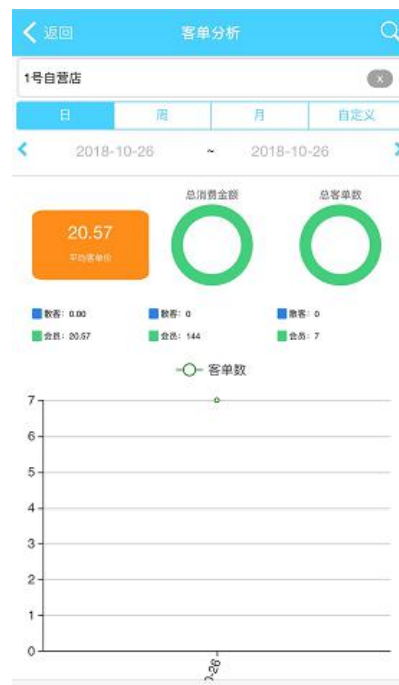 返回 客单分析
1号自营店 x
日 周 月 自定义
2018-10-26 ~ 2018-10-26
总消费金额 总客单数
20.57
平均客单价
散客: 0.00 散客: 0 散客: 0
会员: 20.57 会员: 144 会员: 7
客单数
7
6
5
4
3
2
1
0
-26